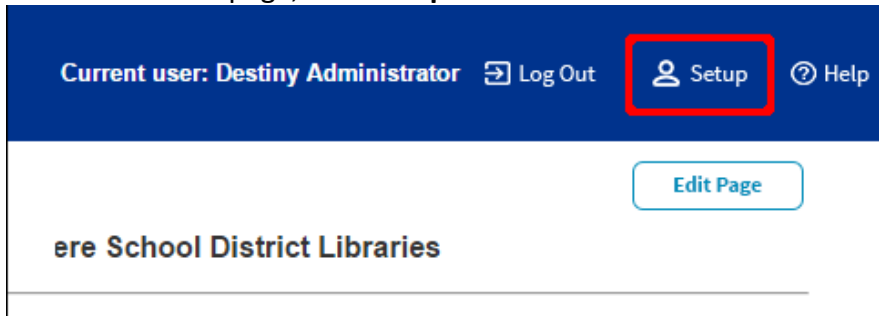 Current user: Destiny Administrator Log Out Setup Help
Edit Page
ere School District Libraries